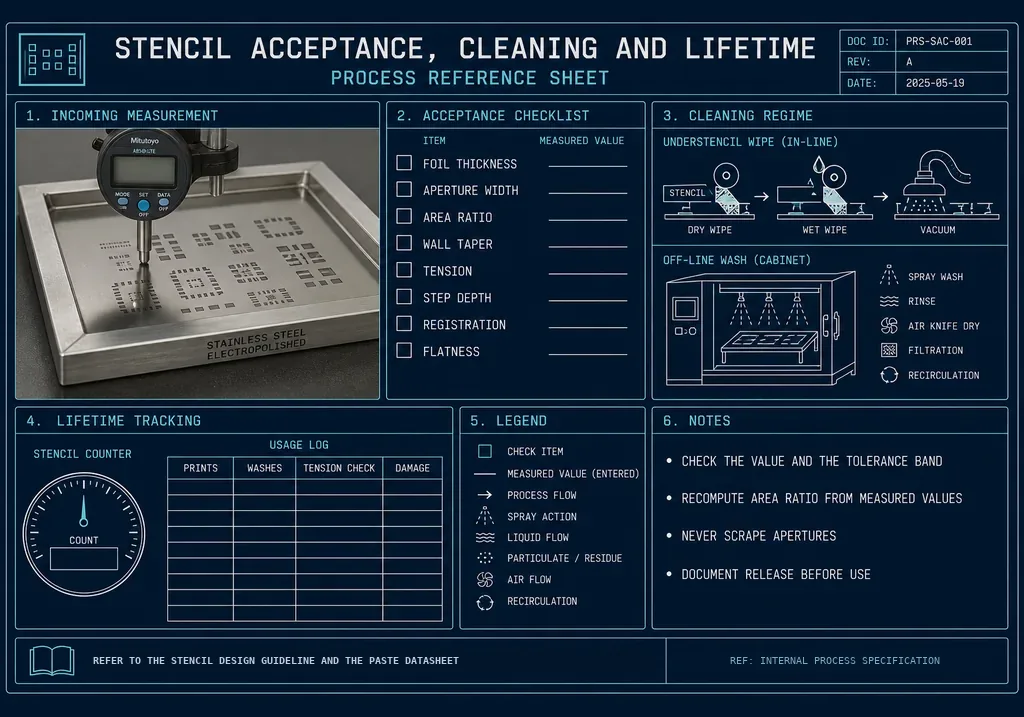 STENCIL ACCEPTANCE, CLEANING AND LIFETIME
PROCESS REFERENCE SHEET
DOC ID: PRS-SAC-001
REV: A
DATE: 2025-05-19
1. INCOMING MEASUREMENT
Mitutoyo
ABSOLUTE
MODE SET DATA
OFF
OFF
STAINLESS STEEL
ELECTROPOLISHED
2. ACCEPTANCE CHECKLIST
ITEM MEASURED VALUE
FOIL THICKNESS
APERTURE WIDTH
AREA RATIO
WALL TAPER
TENSION
STEP DEPTH
REGISTRATION
FLATNESS
3. CLEANING REGIME
UNDERSTENCIL WIPE (IN-LINE)
STENCIL
DRY WIPE
WET WIPE
VACUUM
OFF-LINE WASH (CABINET)
SPRAY WASH
RINSE
AIR KNIFE DRY
FILTRATION
RECIRCULATION
4. LIFETIME TRACKING
STENCIL COUNTER
COUNT
USAGE LOG
PRINTS WASHES TENSION CHECK DAMAGE
5. LEGEND
CHECK ITEM
MEASURED VALUE (ENTERED)
PROCESS FLOW
SPRAY ACTION
LIQUID FLOW
PARTICULATE / RESIDUE
AIR FLOW
RECIRCULATION
6. NOTES
• CHECK THE VALUE AND THE TOLERANCE BAND
• RECOMPUTE AREA RATIO FROM MEASURED VALUES
• NEVER SCRAPE APERTURES
• DOCUMENT RELEASE BEFORE USE
REFER TO THE STENCIL DESIGN GUIDELINE AND THE PASTE DATASHEET
REF: INTERNAL PROCESS SPECIFICATION